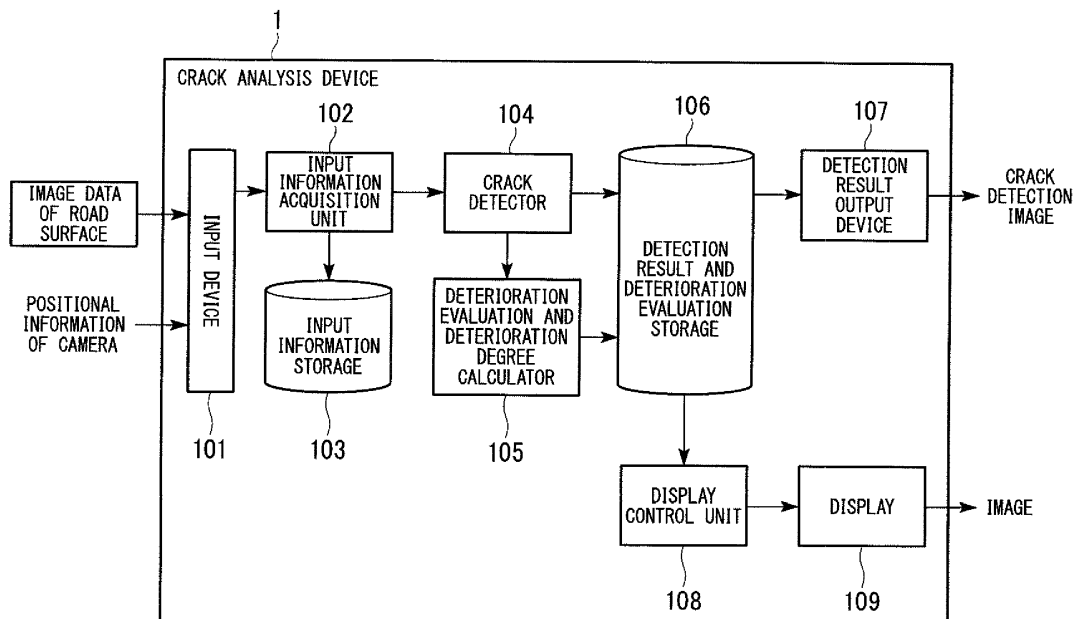 1
CRACK ANALYSIS DEVICE
102
104
106
107
IMAGE DATA
OF ROAD
SURFACE
POSITIONAL
INFORMATION
OF CAMERA
INPUT DEVICE
101
INPUT
INFORMATION
ACQUISITION
UNIT
INPUT
INFORMATION
STORAGE
103
CRACK
DETECTOR
DETERIORATION
EVALUATION AND
DETERIORATION
DEGREE
CALCULATOR
105
DETECTION
RESULT AND
DETERIORATION
EVALUATION
STORAGE
DETECTION
RESULT
OUTPUT
DEVICE
CRACK
DETECTION
IMAGE
DISPLAY
CONTROL UNIT
108
DISPLAY
109
IMAGE